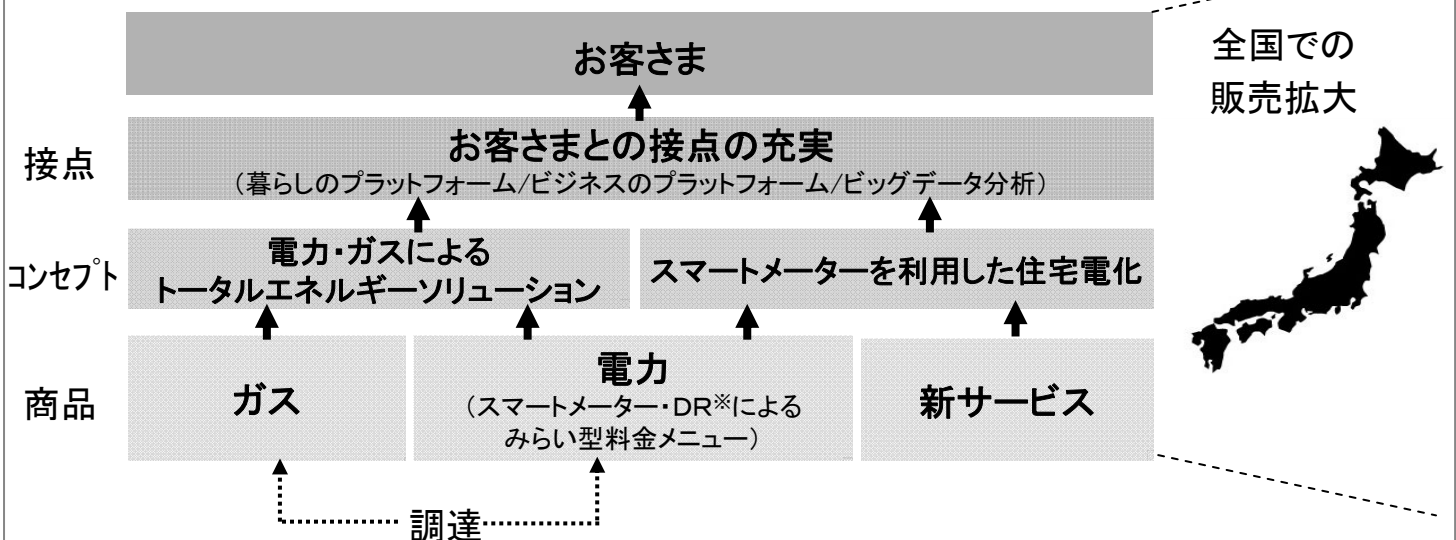 お客さま
全国での
販売拡大
接点
お客さまとの接点の充実
（暮らしのプラットフォーム/ビジネスのプラットフォーム/ビッグデータ分析）
コンセプト
電力・ガスによる
トータルエネルギーソリューション
スマートメーターを利用した住宅電化
商品
ガス
電力
（スマートメーター・DR※による
みらい型料金メニュー）
新サービス
調達